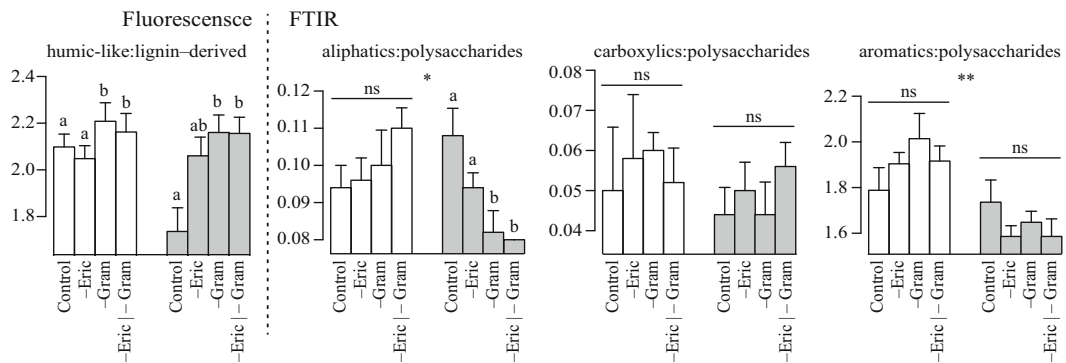 Fluorescensce FTIR
humic-like:lignin–derived
2.4
2.2
2.0
1.8
a
a
b
b
a
ab
b
b
Control
–Eric
–Gram
–Eric | – Gram
Control
–Eric
–Gram
–Eric | – Gram
aliphatics:polysaccharides
0.12
0.11
0.10
0.09
0.08
ns
*
a
a
b
b
Control
–Eric
–Gram
–Eric | – Gram
Control
–Eric
–Gram
–Eric | – Gram
carboxylics:polysaccharides
0.08
0.07
0.06
0.05
0.04
ns
ns
Control
–Eric
–Gram
–Eric | – Gram
Control
–Eric
–Gram
–Eric | – Gram
aromatics:polysaccharides
2.2
2.0
1.8
1.6
ns
**
ns
Control
–Eric
–Gram
–Eric | – Gram
Control
–Eric
–Gram
–Eric | – Gram